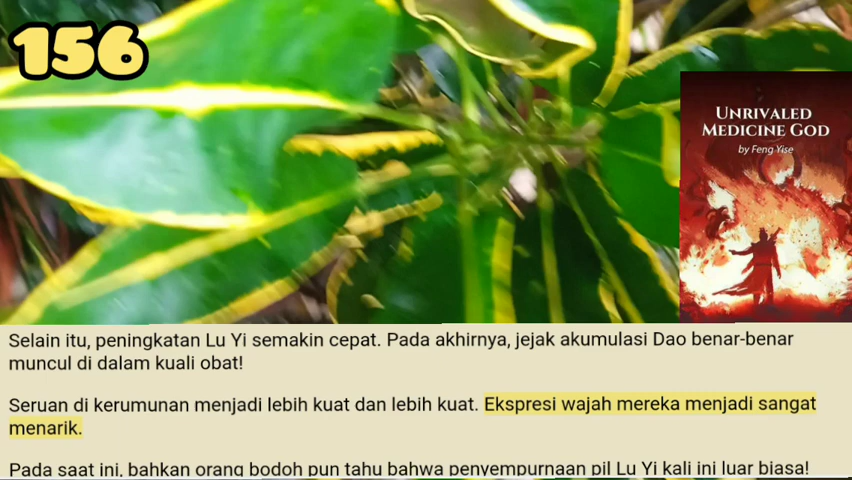 156
UNRIVALED
MEDICINE GOD
by Feng Yise
Selain itu, peningkatan Lu Yi semakin cepat. Pada akhirnya, jejak akumulasi Dao benar-benar
muncul di dalam kuali obat!
Seruan di kerumunan menjadi lebih kuat dan lebih kuat. Ekspresi wajah mereka menjadi sangat
menarik.
Pada saat ini, bahkan orang bodoh pun tahu bahwa penyempurnaan pil Lu Yi kali ini luar biasa!